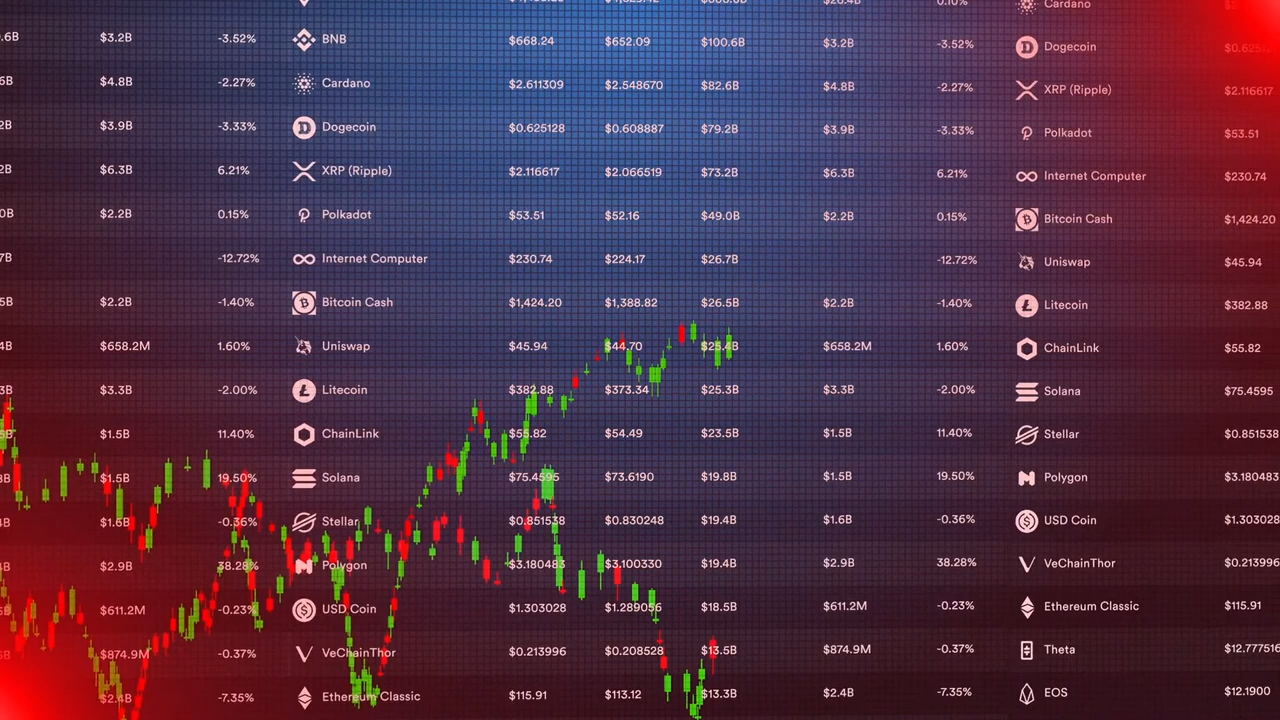 $3.2B -3.52% BNB $668.24 $652.09 $100.6B $3.2B -3.52% Dogecoin
$4.8B -2.27% Cardano $2.611309 $2.548670 $82.6B $4.8B -2.27% XRP (Ripple) $2.116617
$3.9B -3.33% Dogecoin $0.625128 $0.608887 $79.2B $3.9B -3.33% Polkadot $53.51
$6.3B 6.21% XRP (Ripple) $2.116617 $2.066519 $73.2B $6.3B 6.21% Internet Computer $230.74
$2.2B 0.15% Polkadot $53.51 $52.16 $49.0B $2.2B 0.15% Bitcoin Cash $1,424.20
-12.72% Internet Computer $230.74 $224.17 $26.7B -12.72% Uniswap $45.94
$2.2B -1.40% Bitcoin Cash $1,424.20 $1,388.82 $26.5B $2.2B -1.40% Litecoin $382.88
$658.2M 1.60% Uniswap $45.94 $44.70 $25.4B $658.2M 1.60% ChainLink $55.82
$3.3B -2.00% Litecoin $382.88 $373.34 $25.3B $3.3B -2.00% Solana $75.4595
$1.5B 11.40% ChainLink $55.82 $54.49 $23.5B $1.5B 11.40% Stellar $0.851538
$1.5B 19.50% Solana $75.4595 $73.6190 $19.8B $1.5B 19.50% Polygon $3.180483
$1.6B -0.36% Stellar $0.851538 $0.830248 $19.4B $1.6B -0.36% USD Coin $1.303028
$2.9B 38.28% Polygon $3.180483 $3.100330 $19.4B $2.9B 38.28% VeChainThor $0.213996
$611.2M -0.23% USD Coin $1.303028 $1.289056 $18.5B $611.2M -0.23% Ethereum Classic $115.91
$874.9M -0.37% VeChainThor $0.213996 $0.208528 $13.5B $874.9M -0.37% Theta $12.777516
$2.4B -7.35% Ethereum Classic $115.91 $113.12 $13.3B $2.4B -7.35% EOS $12.1900